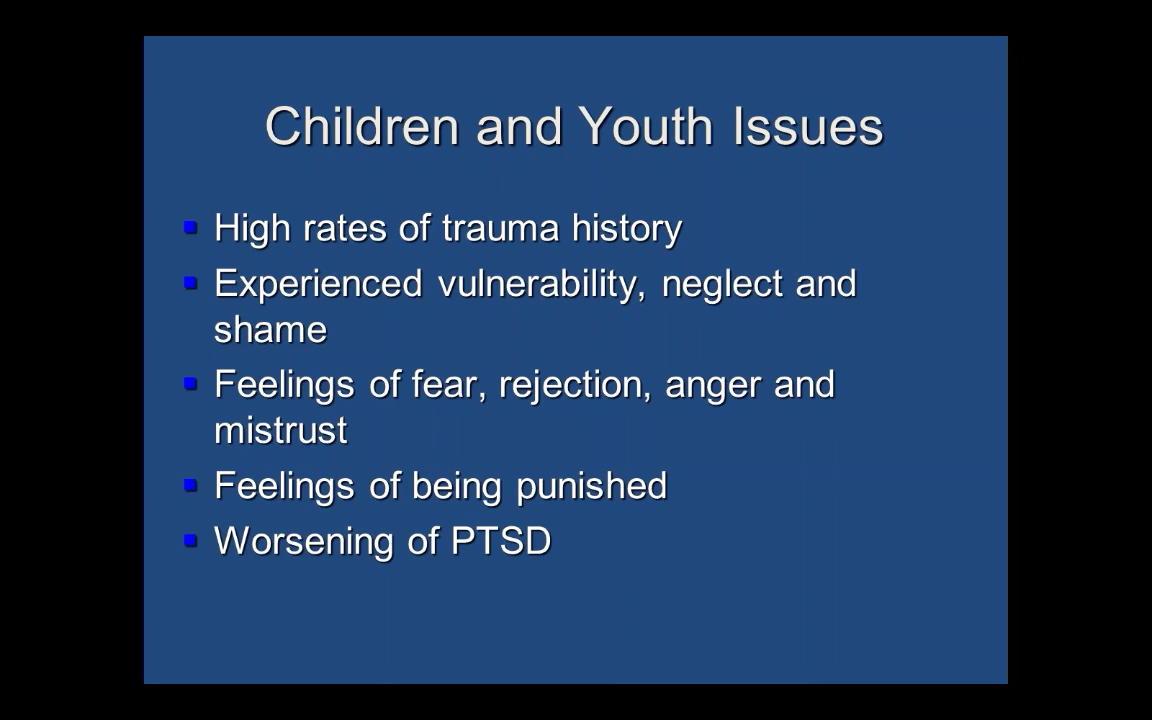 Children and Youth Issues
▪ High rates of trauma history
▪ Experienced vulnerability, neglect and
shame
▪ Feelings of fear, rejection, anger and
mistrust
▪ Feelings of being punished
▪ Worsening of PTSD